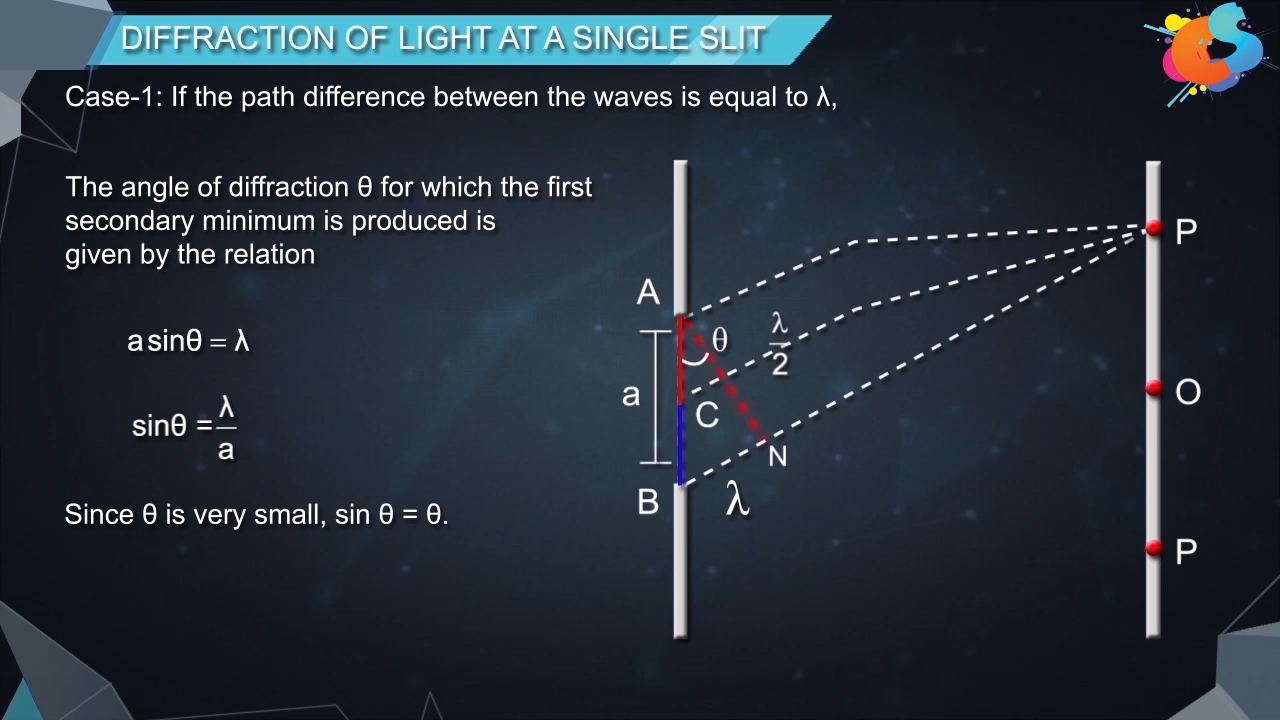 DIFFRACTION OF LIGHT AT A SINGLE SLIT
Case-1: If the path difference between the waves is equal to λ,
The angle of diffraction θ for which the first
secondary minimum is produced is
given by the relation
a sinθ = λ
sinθ = λ/a
Since θ is very small, sin θ = θ.
A
θ
λ/2
a
C
N
B
λ
P
O
P
CS